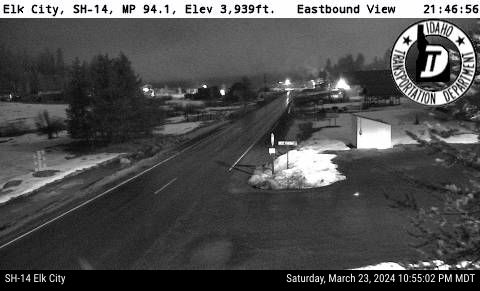 Elk City, SH-14, MP 94.1, Elev 3,939ft. Eastbound View 21:46:56
IDAHO
TRANSPORTATION DEPARTMENT
SH-14 Elk City Saturday, March 23, 2024 10:55:02 PM MDT